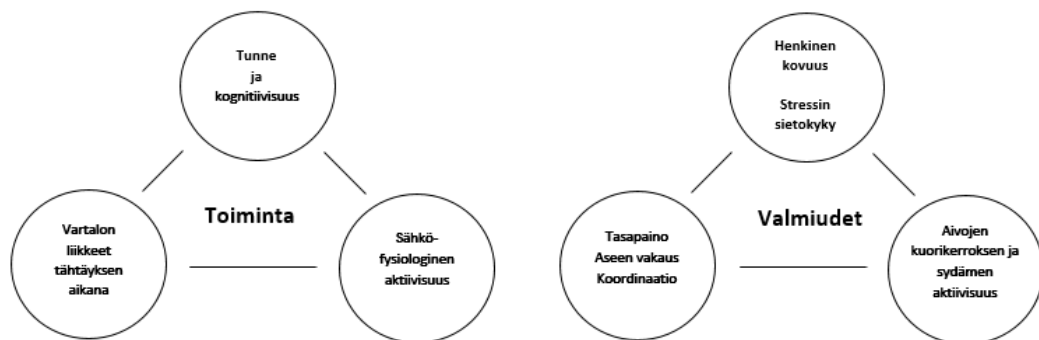 Tunne
ja
kognitiivisuus
Toiminta
Vartalon
liikkeet
tähtäyksen
aikana
Sähkö-
fysiologinen
aktiivisuus
Henkinen
kovuus
Stressin
sietokyky
Valmiudet
Tasapaino
Aseen vakaus
Koordinaatio
Aivojen
kuorikerroksen ja
sydämen
aktiivisuus